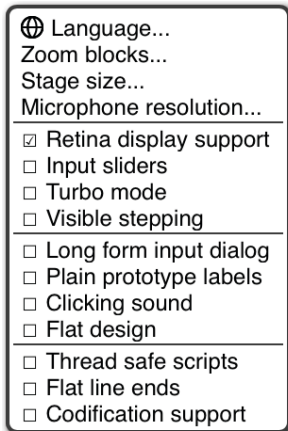 Language...
Zoom blocks...
Stage size...
Microphone resolution...
Retina display support
Input sliders
Turbo mode
Visible stepping
Long form input dialog
Plain prototype labels
Clicking sound
Flat design
Thread safe scripts
Flat line ends
Codification support